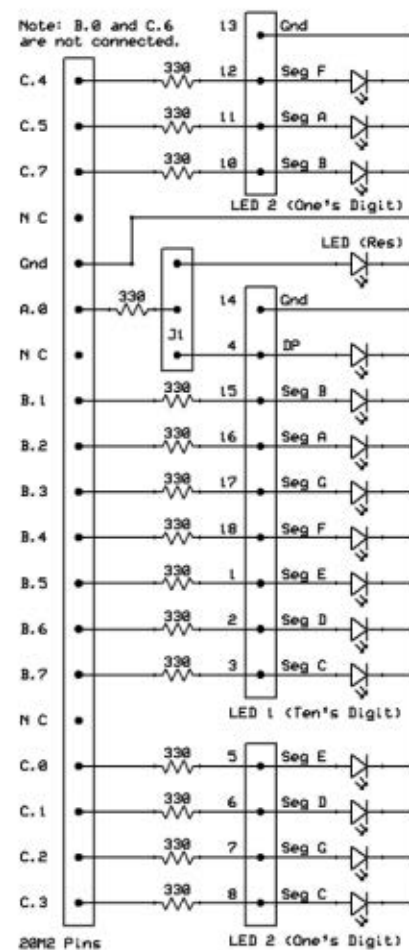 Note: B.0 and C.6
are not connected.
13 Gnd
C.4 330 12 Seg F
C.5 330 11 Seg A
C.7 330 10 Seg B
N C
LED 2 (One's Digit)
LED (Res)
Gnd
A.0 330 14 Gnd
J1
N C 4 DP
B.1 330 15 Seg B
B.2 330 16 Seg A
B.3 330 17 Seg G
B.4 330 18 Seg F
B.5 330 1 Seg E
B.6 330 2 Seg D
B.7 330 3 Seg C
N C
LED 1 (Ten's Digit)
C.0 330 5 Seg E
C.1 330 6 Seg D
C.2 330 7 Seg G
C.3 330 8 Seg C
20M2 Pins
LED 2 (One's Digit)